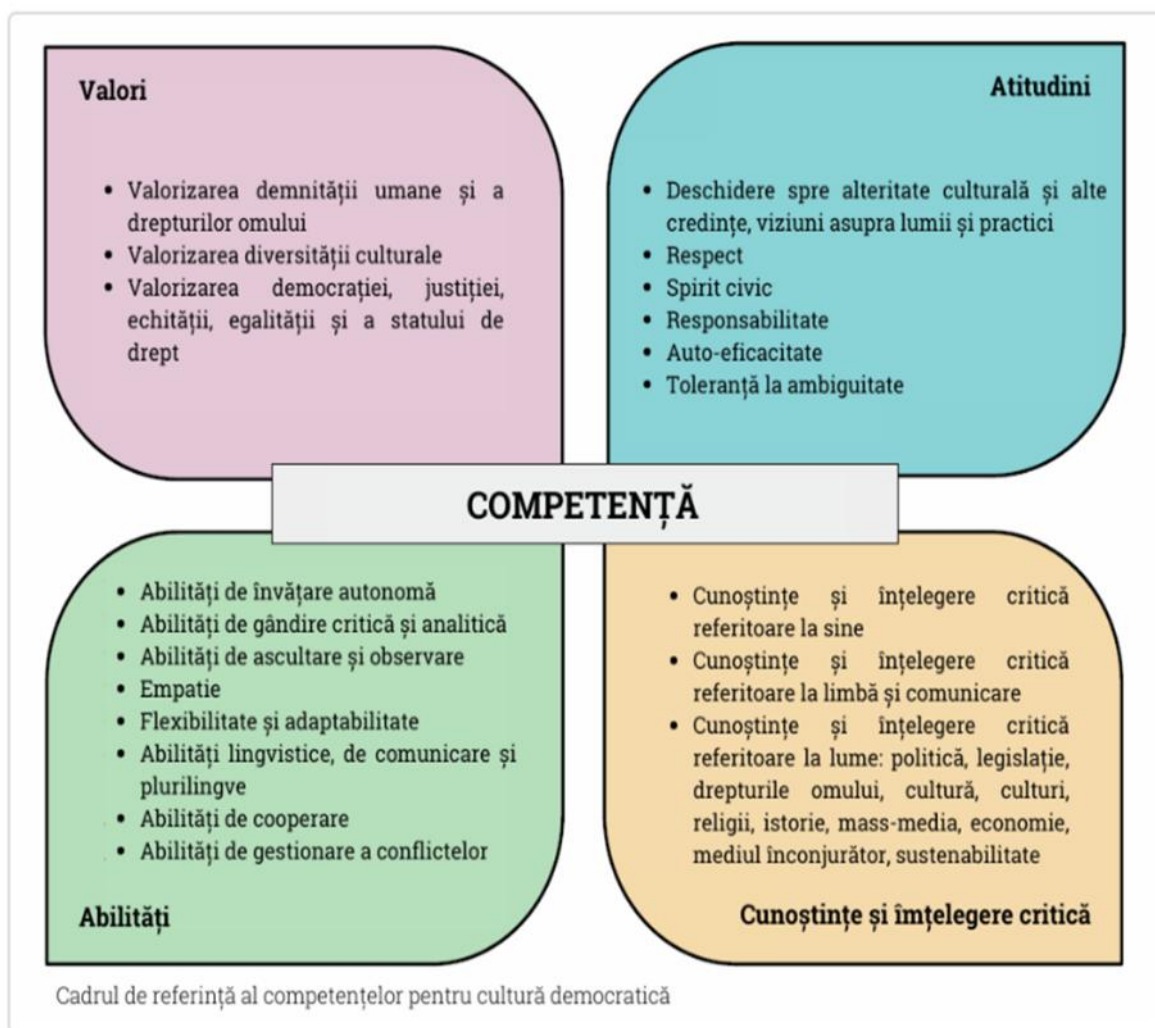 Valori
• Valorizarea demnității umane și a
drepturilor omului
• Valorizarea diversității culturale
• Valorizarea democrației, justiției,
echității, egalității și a statului de
drept
Atitudini
• Deschidere spre alteritate culturală și alte
credințe, viziuni asupra lumii și practici
• Respect
• Spirit civic
• Responsabilitate
• Auto-eficacitate
• Toleranță la ambiguitate
COMPETENȚĂ
• Abilități de învățare autonomă
• Abilități de gândire critică și analitică
• Abilități de ascultare și observare
• Empatie
• Flexibilitate și adaptabilitate
• Abilități lingvistice, de comunicare și
plurilingve
• Abilități de cooperare
• Abilități de gestionare a conflictelor
Abilități
• Cunoștințe și înțelegere critică
referitoare la sine
• Cunoștințe și înțelegere critică
referitoare la limbă și comunicare
• Cunoștințe și înțelegere critică
referitoare la lume: politică, legislație,
drepturile omului, cultură, culturi,
religii, istorie, mass-media, economie,
mediul înconjurător, sustenabilitate
Cunoștințe și îmțelegere critică
Cadrul de referință al competențelor pentru cultură democratică